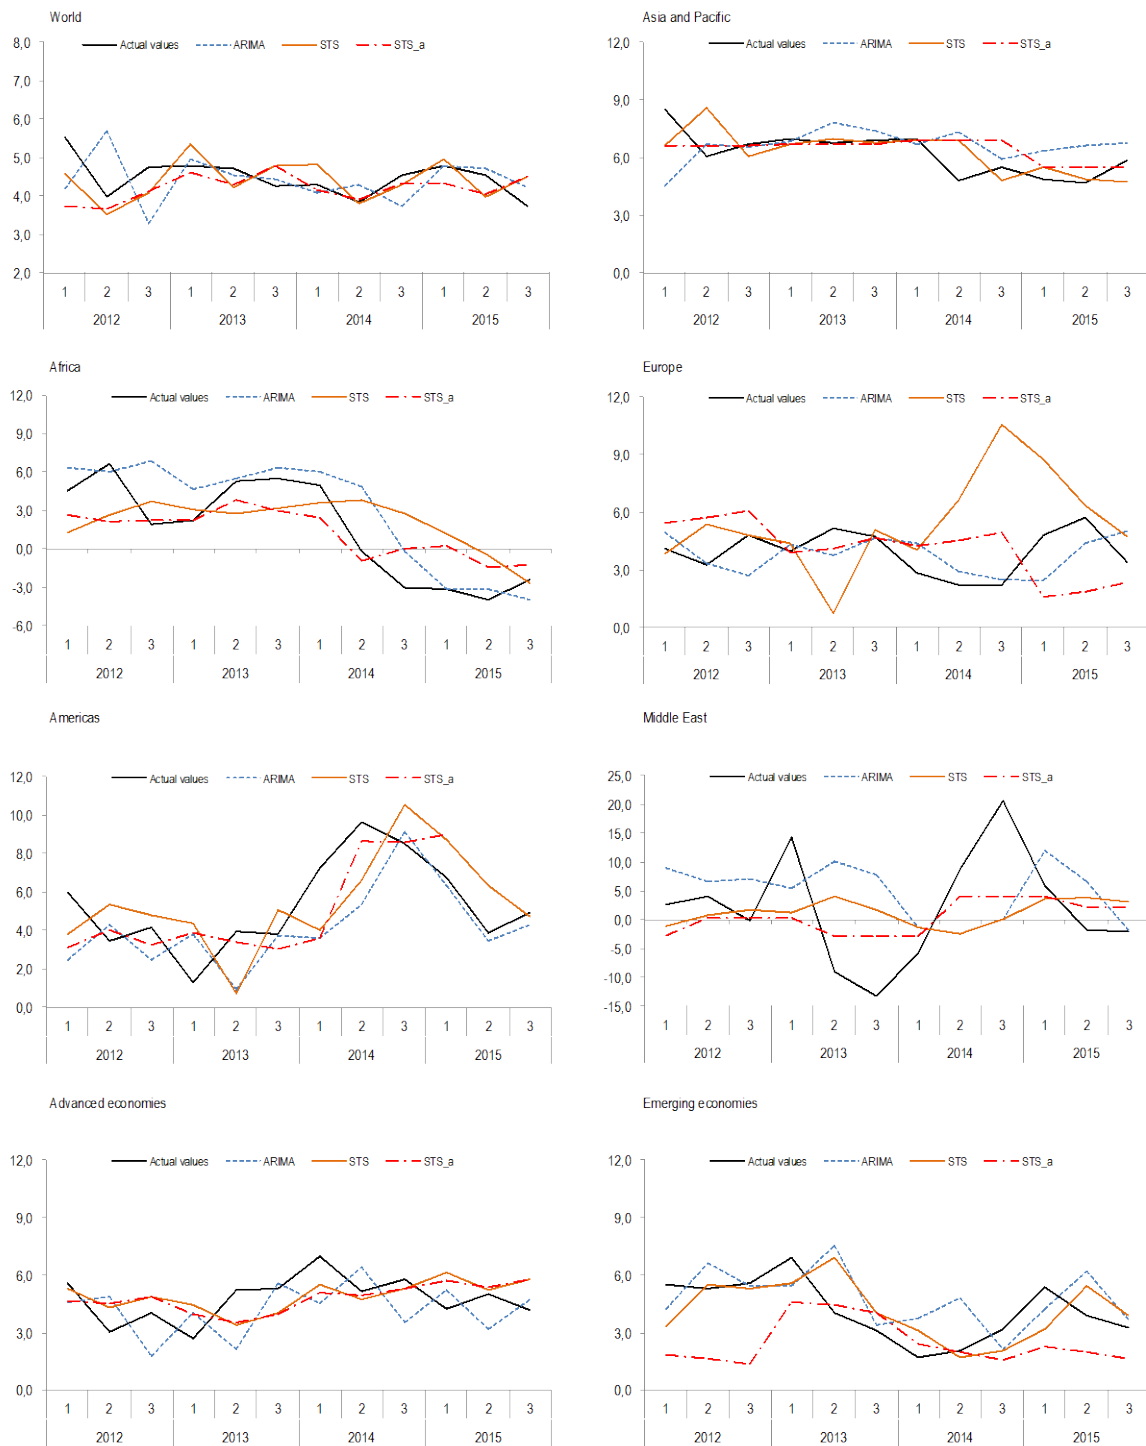 World
Asia and Pacific
Actual values ARIMA STS STS_a
Actual values ARIMA STS STS_a
8,0
7,0
6,0
5,0
4,0
3,0
2,0
12,0
9,0
6,0
3,0
0,0
1 2 3 1 2 3 1 2 3 1 2 3
2012 2013 2014 2015
1 2 3 1 2 3 1 2 3 1 2 3
2012 2013 2014 2015
Africa
Europe
Actual values ARIMA STS STS_a
Actual values ARIMA STS STS_a
12,0
9,0
6,0
3,0
0,0
-3,0
-6,0
12,0
9,0
6,0
3,0
0,0
1 2 3 1 2 3 1 2 3 1 2 3
2012 2013 2014 2015
1 2 3 1 2 3 1 2 3 1 2 3
2012 2013 2014 2015
Americas
Middle East
Actual values ARIMA STS STS_a
Actual values ARIMA STS STS_a
12,0
10,0
8,0
6,0
4,0
2,0
0,0
25,0
20,0
15,0
10,0
5,0
0,0
-5,0
-10,0
-15,0
1 2 3 1 2 3 1 2 3 1 2 3
2012 2013 2014 2015
1 2 3 1 2 3 1 2 3 1 2 3
2012 2013 2014 2015
Advanced economies
Emerging economies
Actual values ARIMA STS STS_a
Actual values ARIMA STS STS_a
12,0
9,0
6,0
3,0
0,0
12,0
9,0
6,0
3,0
0,0
1 2 3 1 2 3 1 2 3 1 2 3
2012 2013 2014 2015
1 2 3 1 2 3 1 2 3 1 2 3
2012 2013 2014 2015